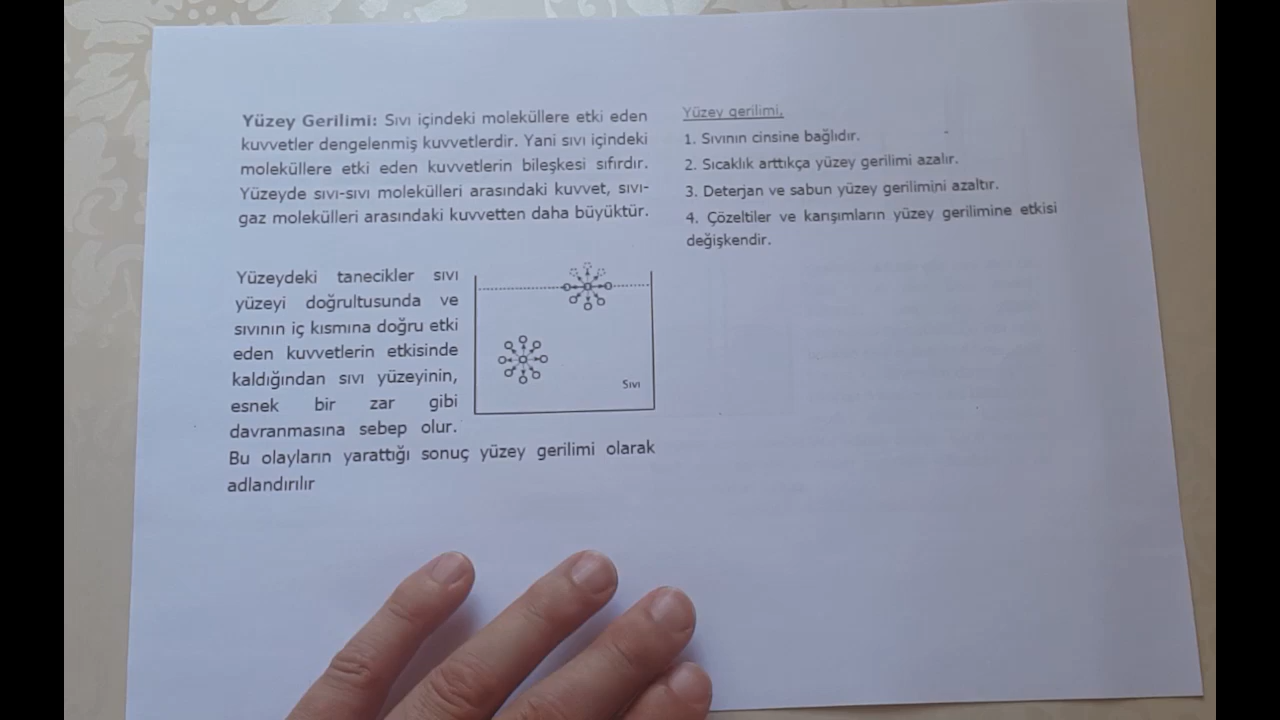 Yüzey Gerilimi: Sıvı içindeki moleküllere etki eden
kuvvetler dengelenmiş kuvvetlerdir. Yani sıvı içindeki
moleküllere etki eden kuvvetlerin bileşkesi sıfırdır.
Yüzeyde sıvı-sıvı molekülleri arasındaki kuvvet, sıvı-
gaz molekülleri arasındaki kuvvetten daha büyüktür.
Yüzeydeki tanecikler sıvı
yüzeyi doğrultusunda ve
sıvının iç kısmına doğru etki
eden kuvvetlerin etkisinde
kaldığından sıvı yüzeyinin,
esnek bir zar gibi
davranmasına sebep olur.
Bu olayların yarattığı sonuç yüzey gerilimi olarak
adlandırılır
Sıvı
Yüzey gerilimi,
1. Sıvının cinsine bağlıdır.
2. Sıcaklık arttıkça yüzey gerilimi azalır.
3. Deterjan ve sabun yüzey gerilimini azaltır.
4. Çözeltiler ve karışımların yüzey gerilimine etkisi
değişkendir.